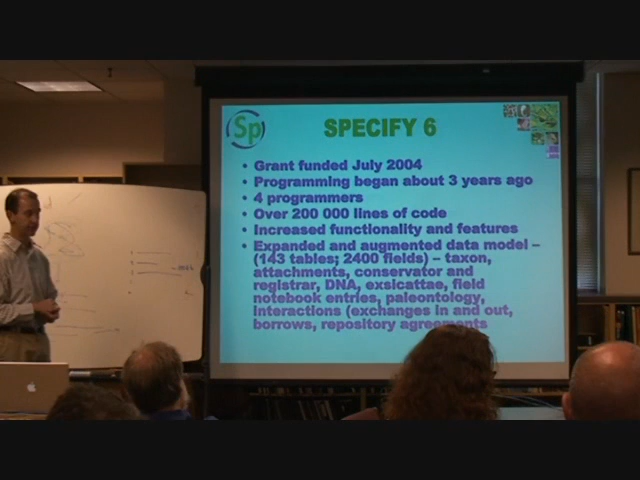 Sp
SPECIFY 6
• Grant funded July 2004
• Programming began about 3 years ago
• 4 programmers
• Over 200 000 lines of code
• Increased functionality and features
• Expanded and augmented data model –
(143 tables; 2400 fields) – taxon,
attachments, conservator and
registrar, DNA, exsicattae, field
notebook entries, paleontology,
interactions (exchanges in and out,
borrows, repository agreements